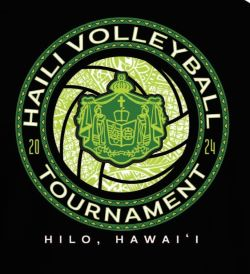 HAILI VOLLEYBALL
20 24
TOURNAMENT
HILO, HAWAIʻI